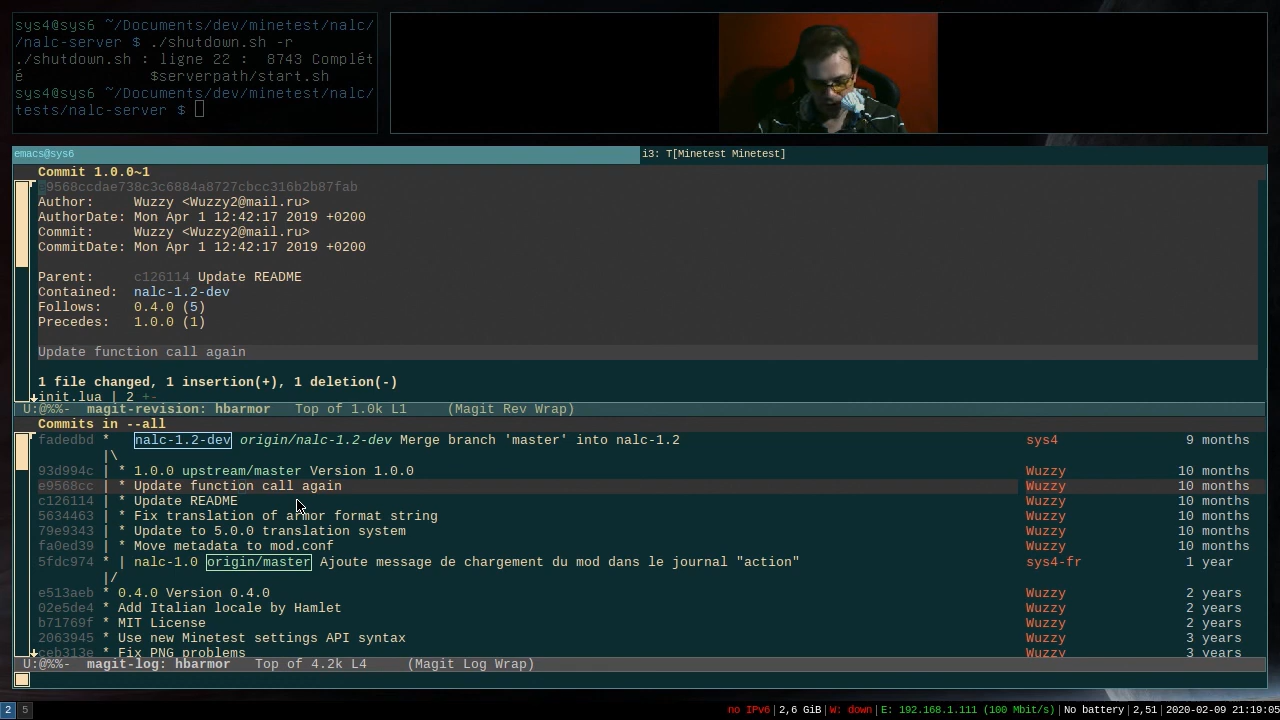 sys4@sys6 ~/Documents/dev/minetest/nalc/
/nalc-server $ ./shutdown.sh -r
./shutdown.sh : ligne 22 :  8743 Complét
é                $serverpath/start.sh
sys4@sys6 ~/Documents/dev/minetest/nalc/
tests/nalc-server $
emacs@sys6
i3: T[Minetest Minetest]
Commit 1.0.0~1
e9568ccdae738c3c6884a8727cbcc316b2b87fab
Author:     Wuzzy <Wuzzy2@mail.ru>
AuthorDate: Mon Apr 1 12:42:17 2019 +0200
Commit:     Wuzzy <Wuzzy2@mail.ru>
CommitDate: Mon Apr 1 12:42:17 2019 +0200
Parent:     c126114 Update README
Contained:  nalc-1.2-dev
Follows:    0.4.0 (5)
Precedes:   1.0.0 (1)
Update function call again
1 file changed, 1 insertion(+), 1 deletion(-)
init.lua | 2 +-
U:@%%-  magit-revision: hbarmor   Top of 1.0k L1     (Magit Rev Wrap)
Commits in --all
fadedbd *   nalc-1.2-dev origin/nalc-1.2-dev Merge branch 'master' into nalc-1.2 sys4 9 months
|\
93d994c | * 1.0.0 upstream/master Version 1.0.0 Wuzzy 10 months
e9568cc | * Update function call again Wuzzy 10 months
c126114 | * Update README Wuzzy 10 months
5634463 | * Fix translation of armor format string Wuzzy 10 months
79e9343 | * Update to 5.0.0 translation system Wuzzy 10 months
fa0ed39 | * Move metadata to mod.conf Wuzzy 10 months
5fdc974 * | nalc-1.0 origin/master Ajoute message de chargement du mod dans le journal "action" sys4-fr 1 year
|/
e513aeb * 0.4.0 Version 0.4.0 Wuzzy 2 years
02e5de4 * Add Italian locale by Hamlet Wuzzy 2 years
b71769f * MIT License Wuzzy 2 years
2063945 * Use new Minetest settings API syntax Wuzzy 3 years
ceb313e * Fix PNG problems Wuzzy 3 years
U:@%%-  magit-log: hbarmor   Top of 4.2k L4     (Magit Log Wrap)
2 5 no IPv6|2,6 GiB|W: down|E: 192.168.1.111 (100 Mbit/s)|No battery|2,51|2020-02-09 21:19:05